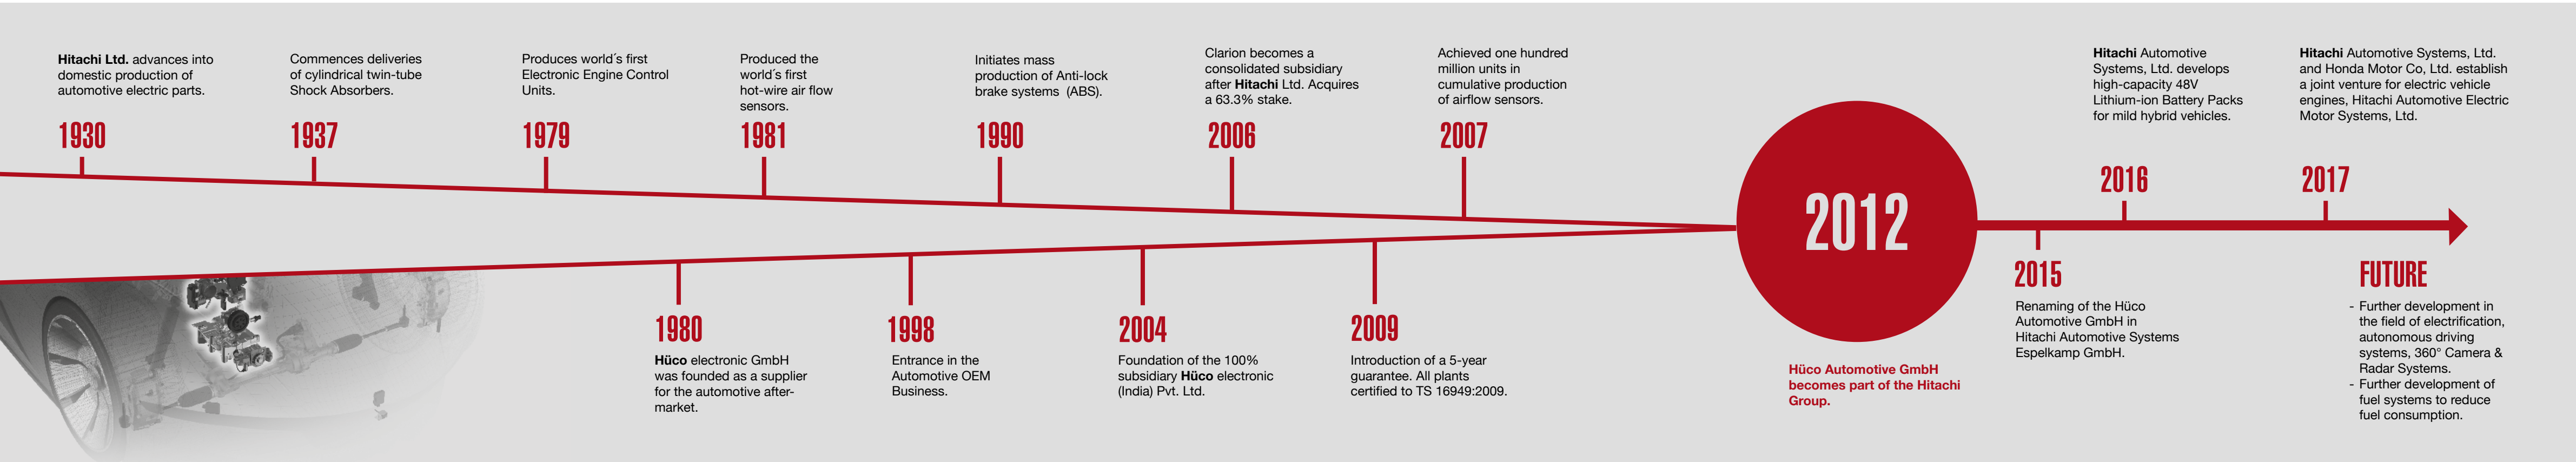 Hitachi Ltd. advances into
domestic production of
automotive electric parts.
1930
Commences deliveries
of cylindrical twin-tube
Shock Absorbers.
1937
Produces world´s first
Electronic Engine Control
Units.
1979
Produced the
world´s first
hot-wire air flow
sensors.
1981
Initiates mass
production of Anti-lock
brake systems (ABS).
1990
Clarion becomes a
consolidated subsidiary
after Hitachi Ltd. Acquires
a 63.3% stake.
2006
Achieved one hundred
million units in
cumulative production
of airflow sensors.
2007
1980
Hüco electronic GmbH
was founded as a supplier
for the automotive after-
market.
1998
Entrance in the
Automotive OEM
Business.
2004
Foundation of the 100%
subsidiary Hüco electronic
(India) Pvt. Ltd.
2009
Introduction of a 5-year
guarantee. All plants
certified to TS 16949:2009.
2012
Hüco Automotive GmbH
becomes part of the Hitachi
Group.
2015
Renaming of the Hüco
Automotive GmbH in
Hitachi Automotive Systems
Espelkamp GmbH.
Hitachi Automotive
Systems, Ltd. develops
high-capacity 48V
Lithium-ion Battery Packs
for mild hybrid vehicles.
2016
Hitachi Automotive Systems, Ltd.
and Honda Motor Co, Ltd. establish
a joint venture for electric vehicle
engines, Hitachi Automotive Electric
Motor Systems, Ltd.
2017
FUTURE
- Further development in
the field of electrification,
autonomous driving
systems, 360° Camera &
Radar Systems.
- Further development of
fuel systems to reduce
fuel consumption.